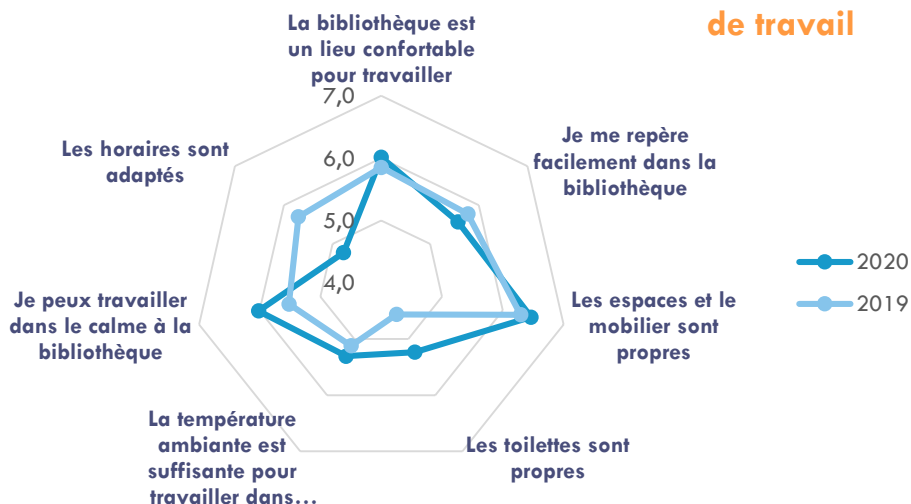 de travail
La bibliothèque est
un lieu confortable
pour travailler
7,0
6,0
5,0
4,0
Je me repère
facilement dans la
bibliothèque
Les espaces et le
mobilier sont
propres
Les toilettes sont
propres
La température
ambiante est
suffisante pour
travailler dans…
Je peux travailler
dans le calme à la
bibliothèque
Les horaires sont
adaptés
2020
2019